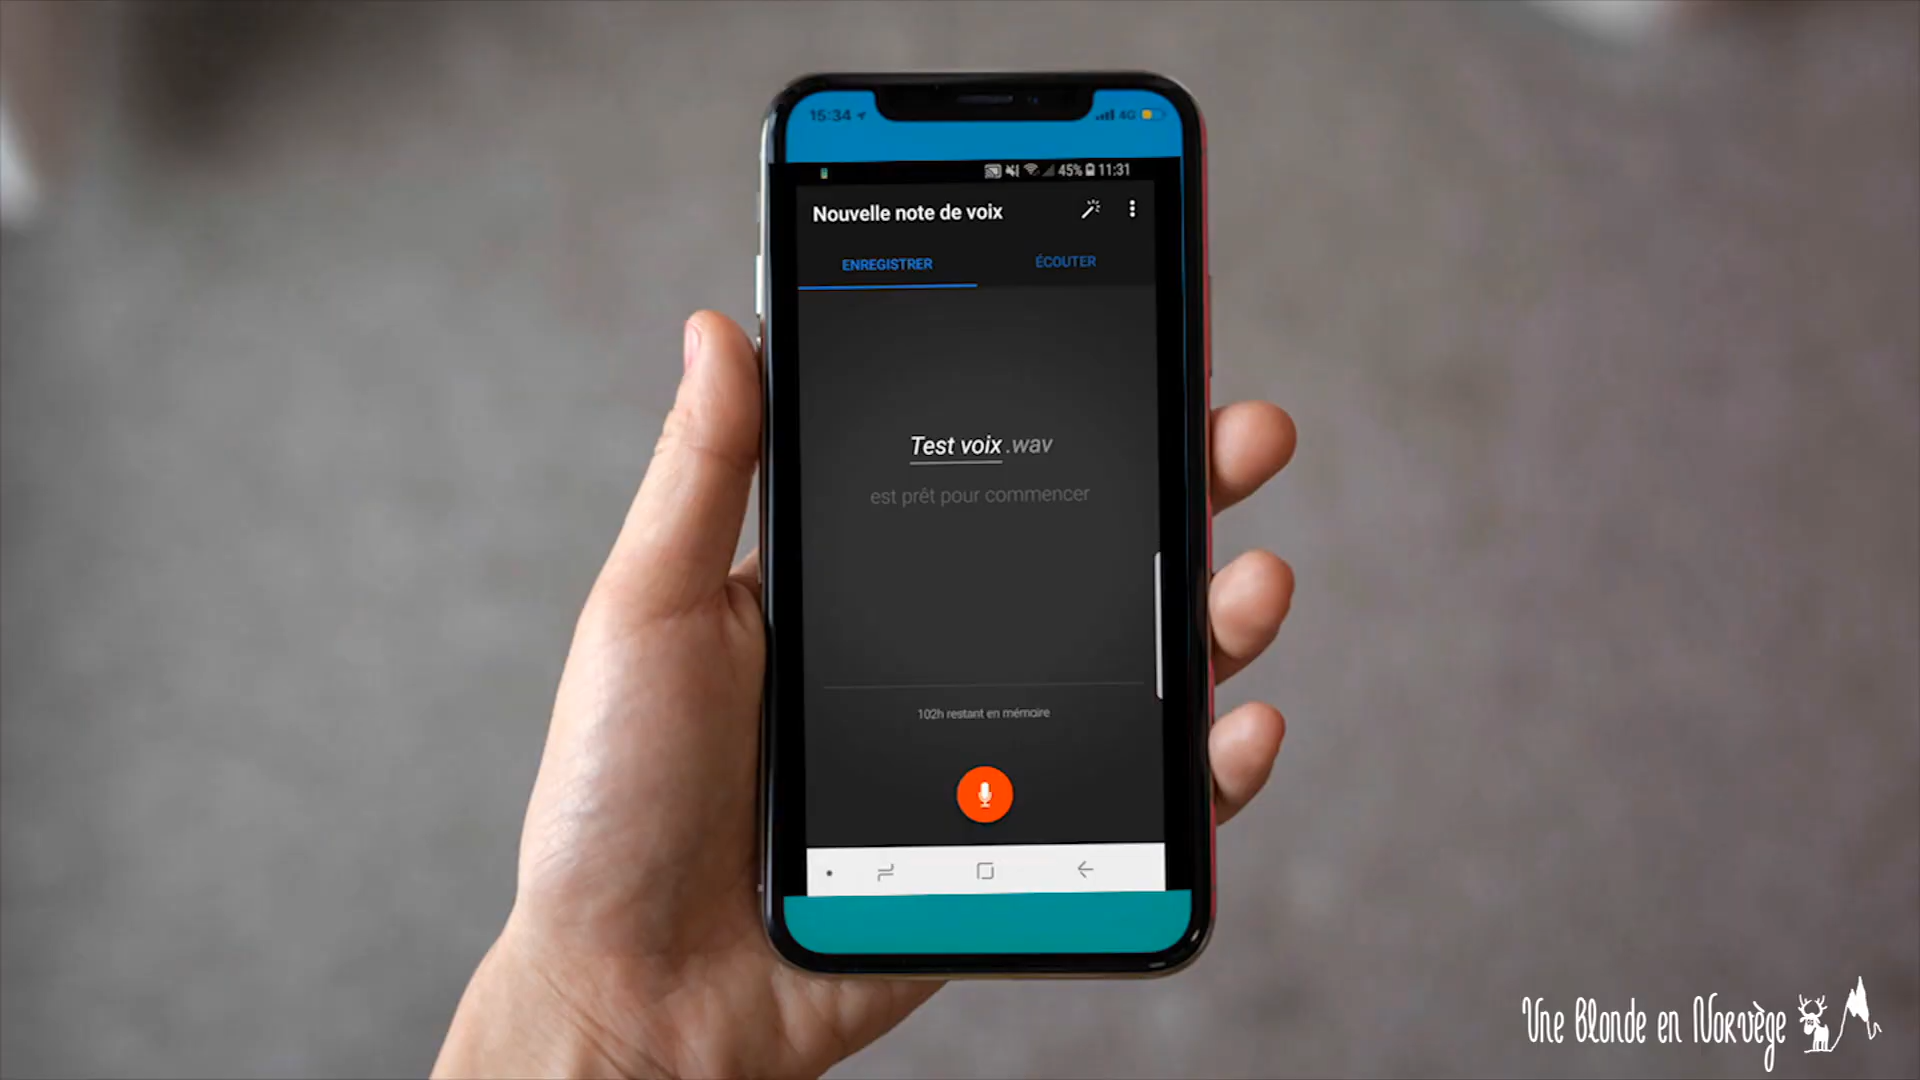 15:34
4G
45% 11:31
Nouvelle note de voix
ENREGISTRER
ÉCOUTER
Test voix .wav
est prêt pour commencer
102h restant en mémoire
Une Blonde en Norvège